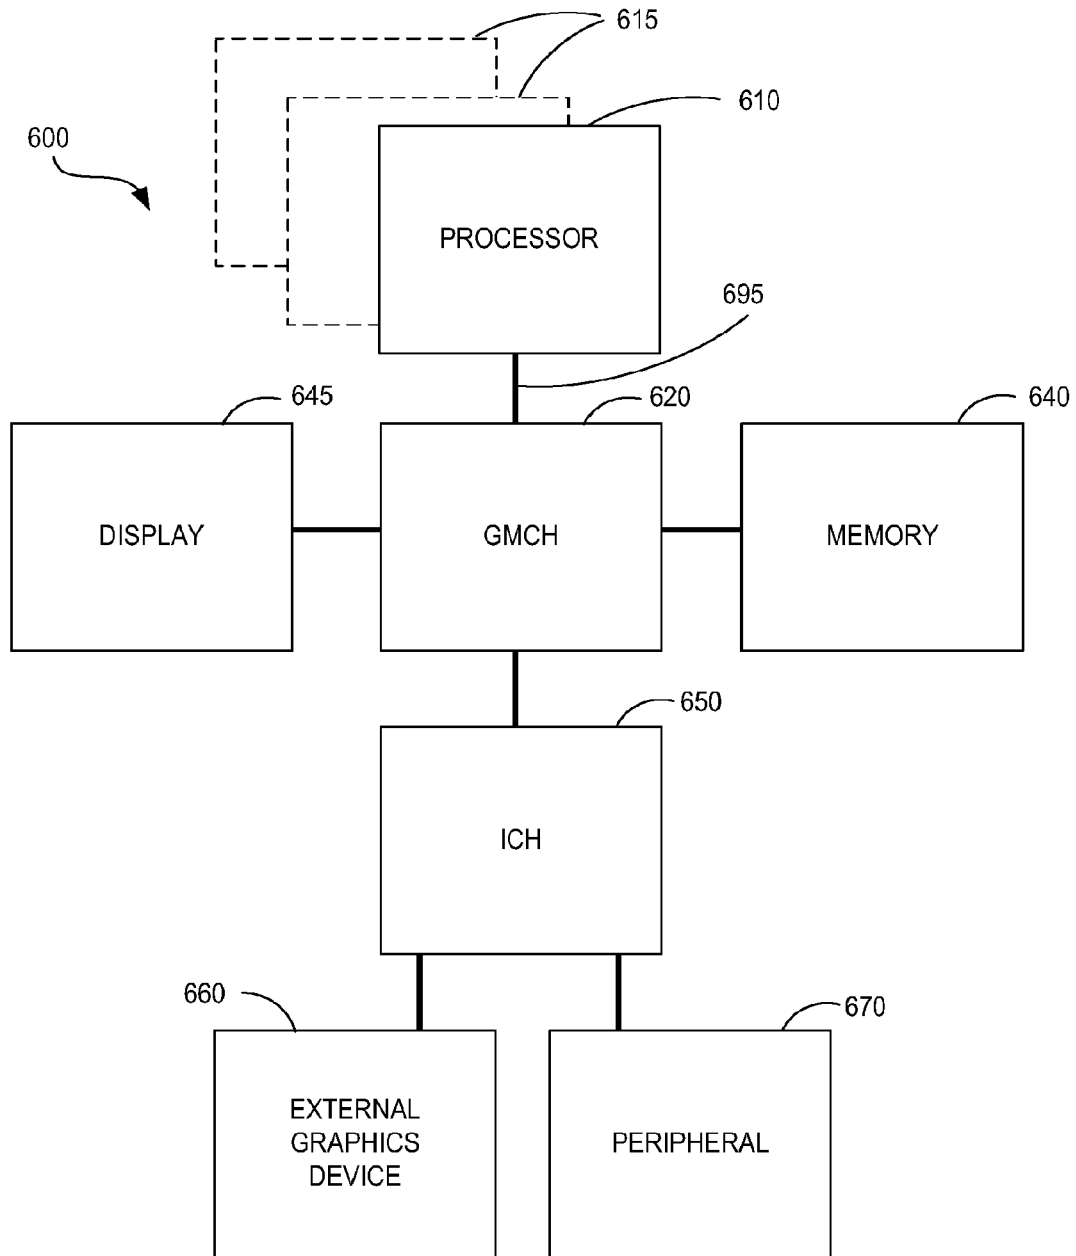 615
610
600
PROCESSOR
695
645
620
640
DISPLAY
GMCH
MEMORY
650
ICH
660
670
EXTERNAL
GRAPHICS
DEVICE
PERIPHERAL